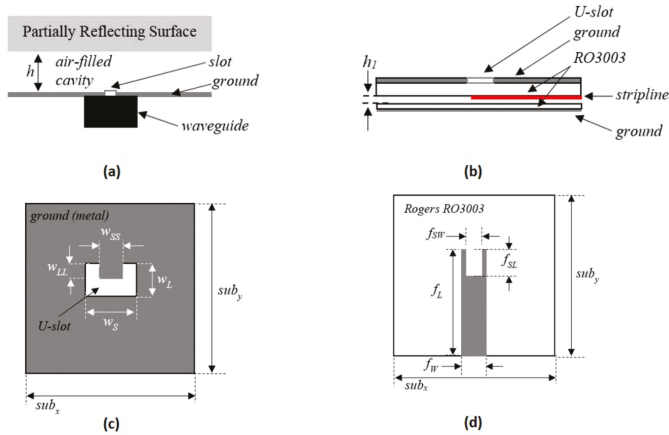 Partially Reflecting Surface
h
air-filled
cavity
slot
ground
waveguide
(a)
U-slot
ground
RO3003
h1
stripline
ground
(b)
ground (metal)
wSS
wLL
wL
U-slot
wS
suby
subx
(c)
Rogers RO3003
fSW
fSL
fL
fW
suby
subx
(d)